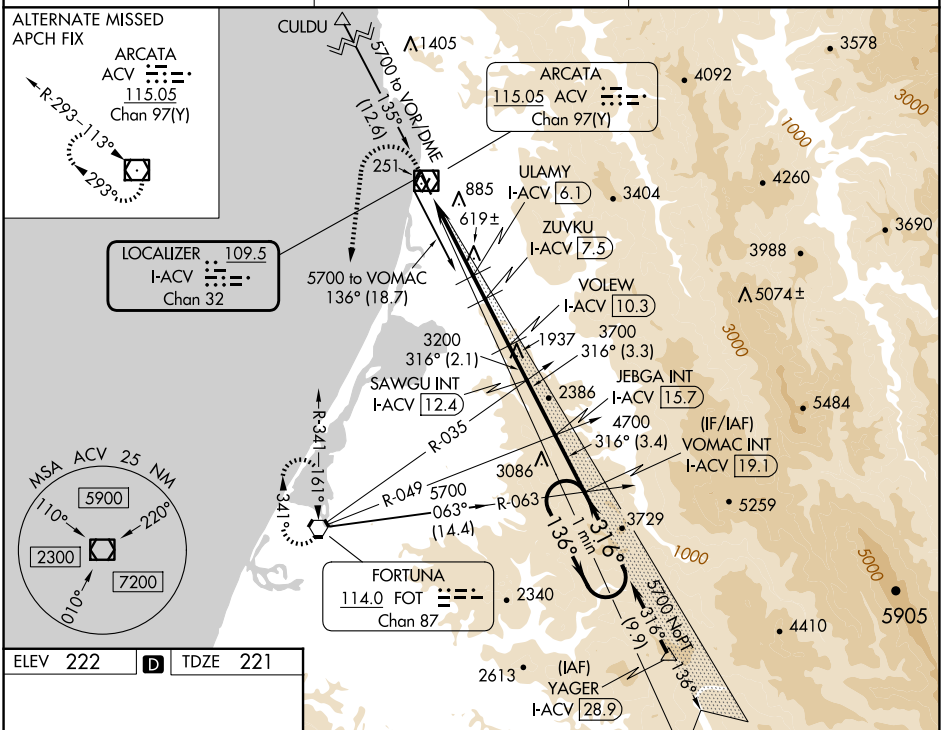 ALTERNATE MISSED
APCH FIX
ARCATA
ACV
115.05
Chan 97(Y)
R-293
113°
293°
CULDU
5700 to VOR/DME
135°
(12.6)
1405
ARCATA
115.05 ACV
Chan 97(Y)
4092
3578
3000
1000
251
885
619±
ULAMY
I-ACV 6.1
3404
4260
3690
ZUVKU
I-ACV 7.5
3988
LOCALIZER 109.5
I-ACV
Chan 32
5700 to VOMAC
136° (18.7)
VOLEW
I-ACV 10.3
5074±
3000
3200
316° (2.1)
1937
3700
316° (3.3)
SAWGU INT
I-ACV 12.4
2386
JEBGA INT
I-ACV 15.7
5484
R-035
4700
316° (3.4)
(IF/IAF)
VOMAC INT
I-ACV 19.1
R-341
161°
341°
3086
R-049
5700
R-063
063°
(14.4)
5259
3729
1000
MSA ACV 25 NM
5900
110°
220°
2300
7200
010°
136°
1 min
316°
5000
5905
FORTUNA
114.0 FOT
Chan 87
2340
5700 NoPT
316°
(9.9)
136°
4410
2613
(IAF)
YAGER
I-ACV 28.9
ELEV 222 D TDZE 221